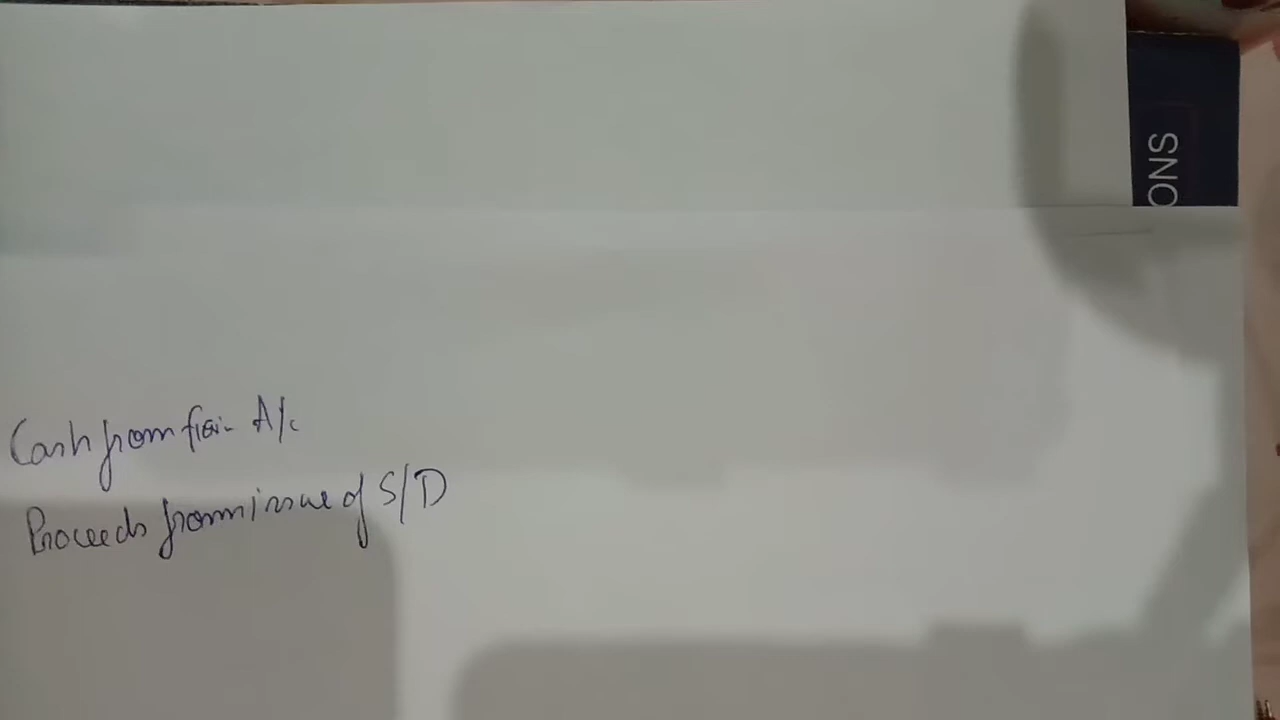 Cash from fin- A/c
Proceeds from issue of S/D
ONS